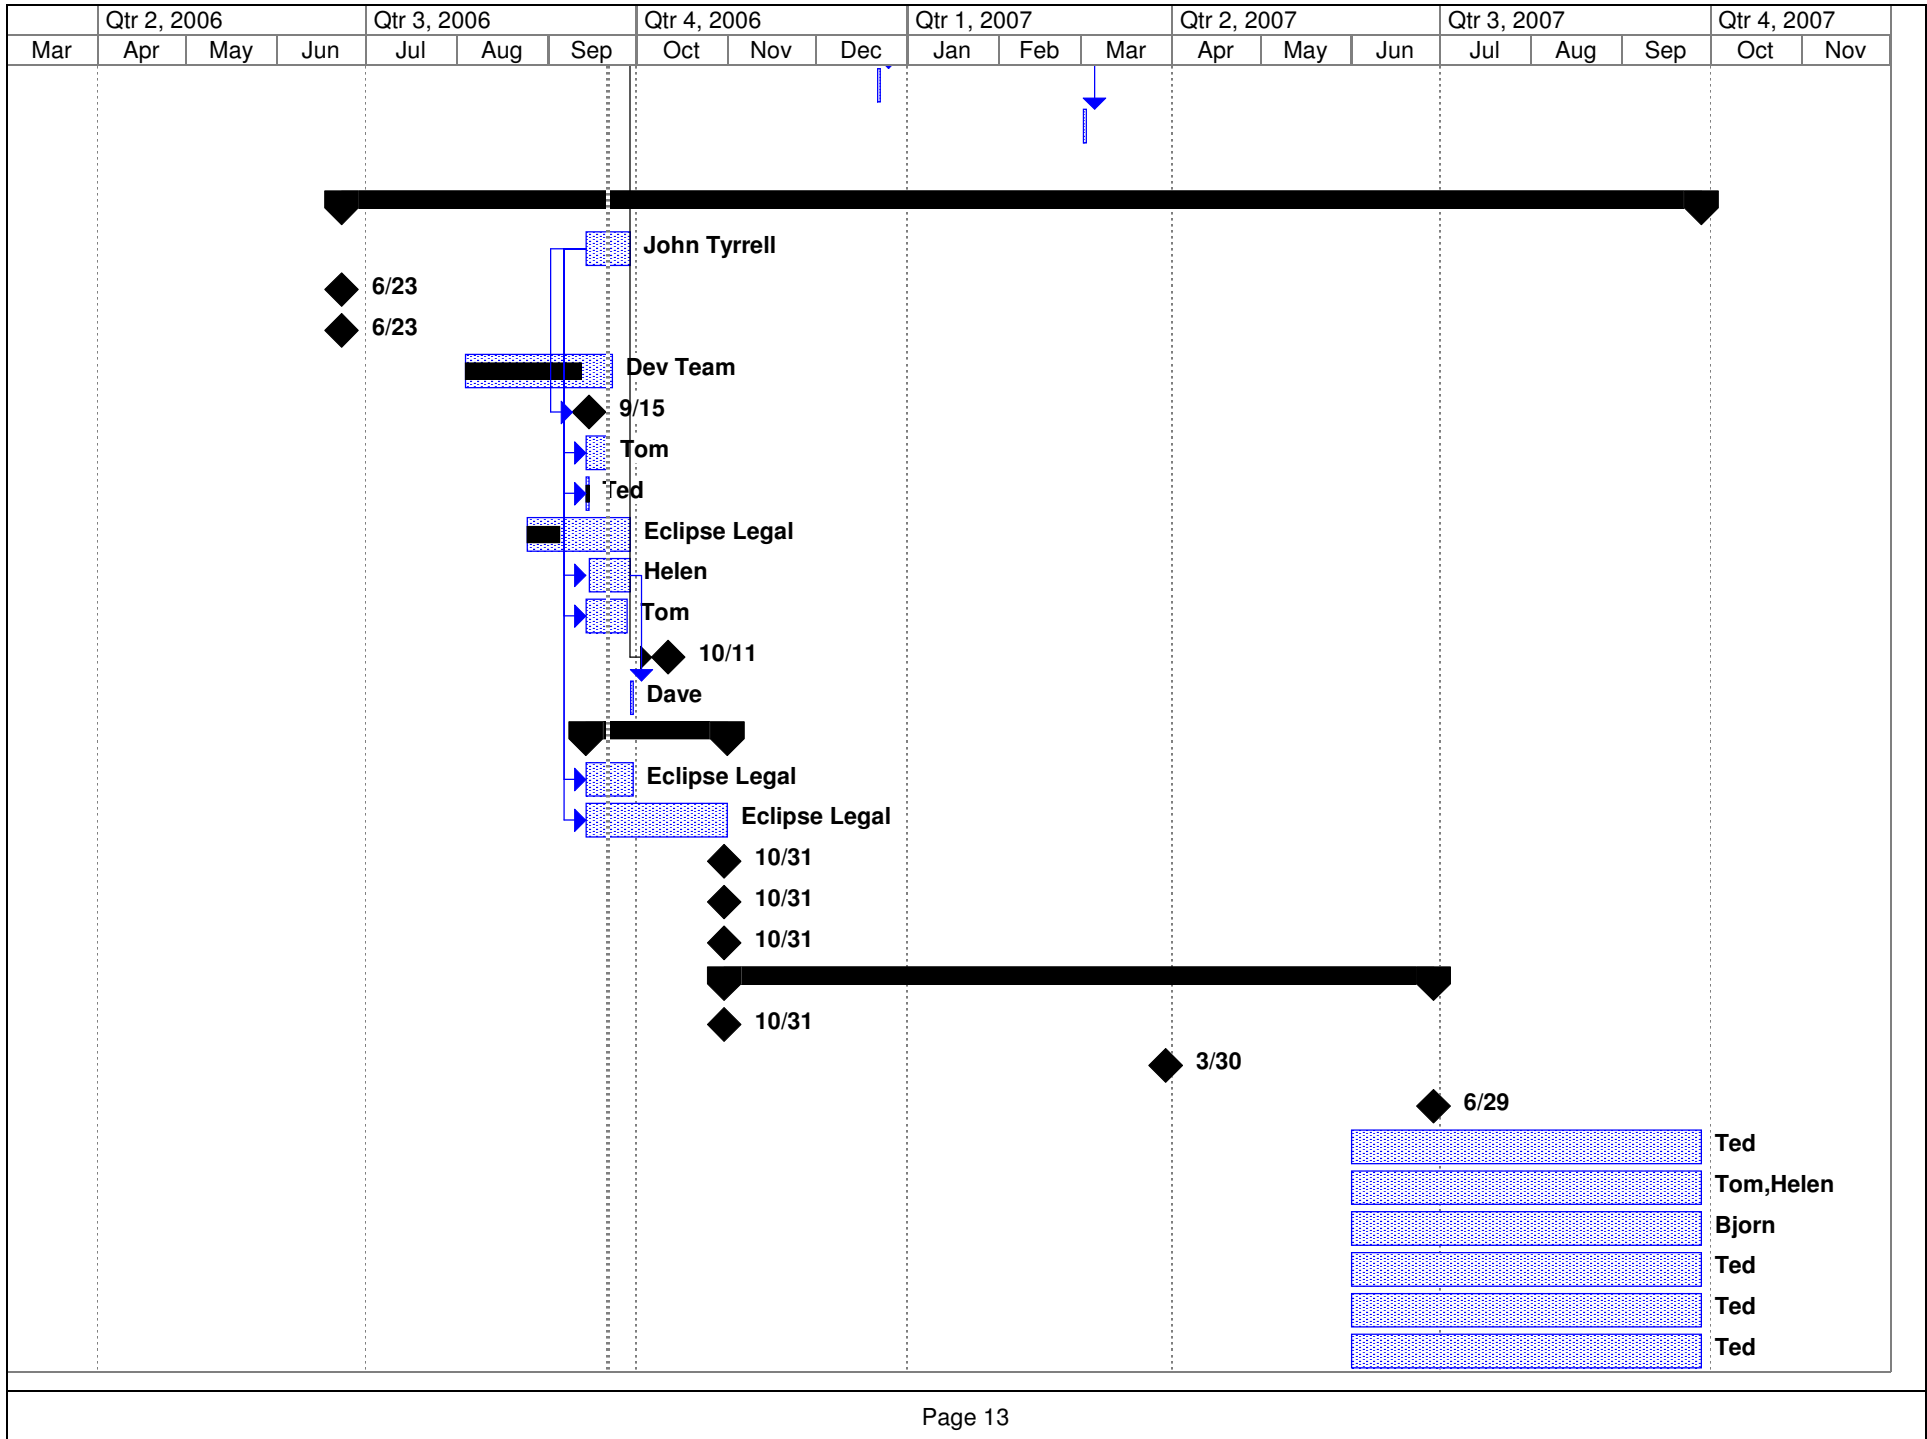 Qtr 2, 2006 Qtr 3, 2006 Qtr 4, 2006 Qtr 1, 2007 Qtr 2, 2007 Qtr 3, 2007 Qtr 4, 2007
Mar Apr May Jun Jul Aug Sep Oct Nov Dec Jan Feb Mar Apr May Jun Jul Aug Sep Oct Nov
John Tyrrell
6/23
6/23
Dev Team
9/15
Tom
Ted
Eclipse Legal
Helen
Tom
10/11
Dave
Eclipse Legal
Eclipse Legal
10/31
10/31
10/31
10/31
3/30
6/29
Ted
Tom,Helen
Bjorn
Ted
Ted
Ted
Page 13